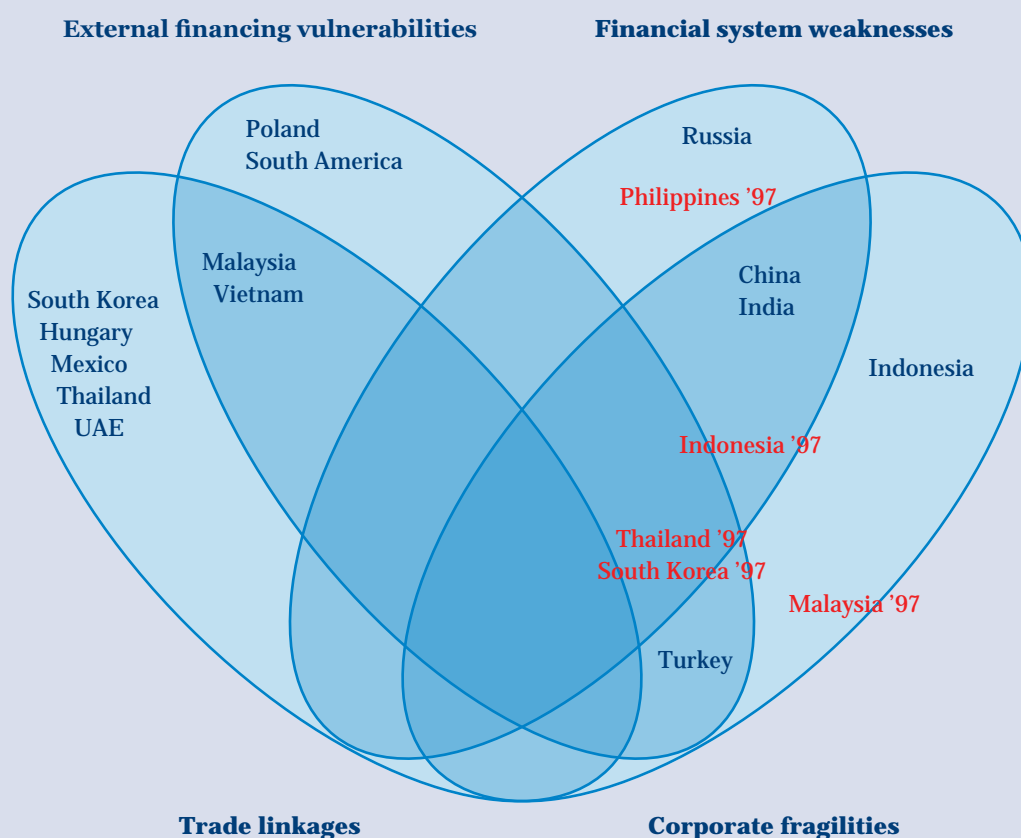 External financing vulnerabilities
Financial system weaknesses
Poland
South America
Russia
Philippines ’97
Malaysia
Vietnam
China
India
South Korea
Hungary
Mexico
Thailand
UAE
Indonesia
Indonesia ’97
Thailand ’97
South Korea ’97
Malaysia ’97
Turkey
Trade linkages
Corporate fragilities